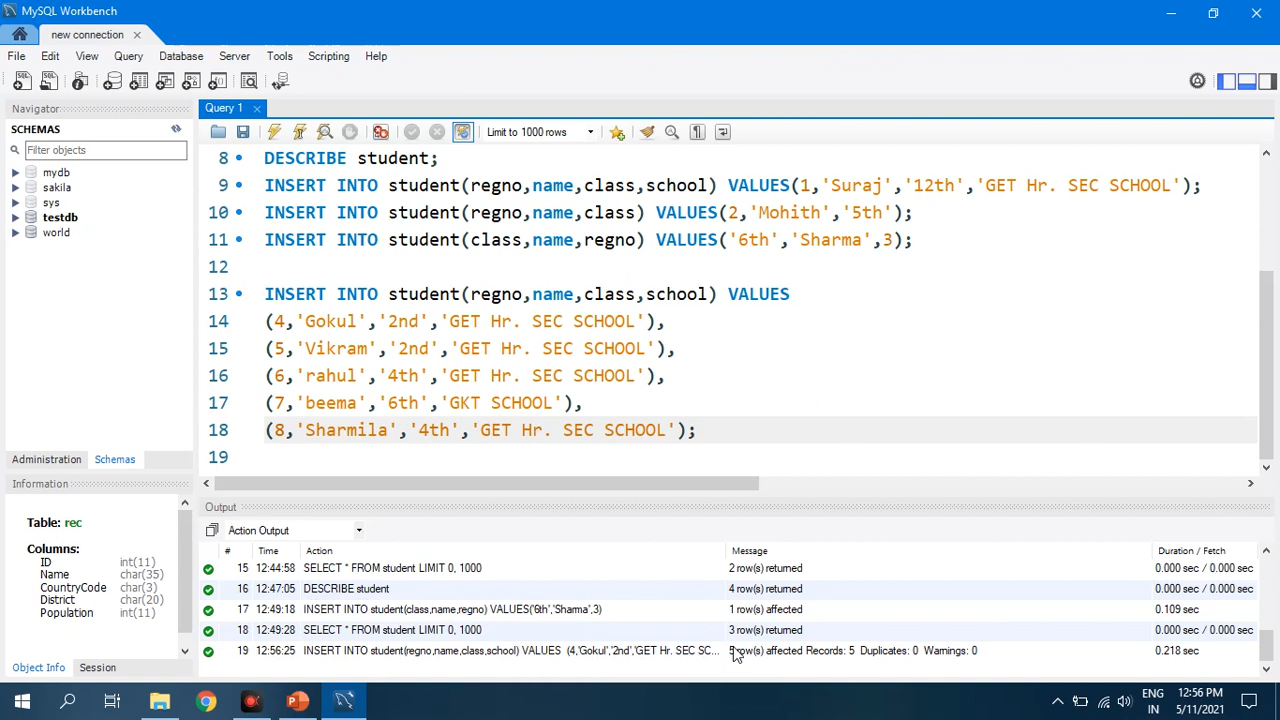 MySQL Workbench
new connection
File Edit View Query Database Server Tools Scripting Help
Navigator
SCHEMAS
Filter objects
mydb
sakila
sys
testdb
world
Administration Schemas
Information
Table: rec
Columns:
ID int(11)
Name char(35)
CountryCode char(3)
District char(20)
Population int(11)
Object Info Session
Query 1
Limit to 1000 rows
8 DESCRIBE student;
9 INSERT INTO student(regno,name,class,school) VALUES(1,'Suraj','12th','GET Hr. SEC SCHOOL');
10 INSERT INTO student(regno,name,class) VALUES(2,'Mohith','5th');
11 INSERT INTO student(class,name,regno) VALUES('6th','Sharma',3);
12
13 INSERT INTO student(regno,name,class,school) VALUES
14 (4,'Gokul','2nd','GET Hr. SEC SCHOOL'),
15 (5,'Vikram','2nd','GET Hr. SEC SCHOOL'),
16 (6,'rahul','4th','GET Hr. SEC SCHOOL'),
17 (7,'beema','6th','GKT SCHOOL'),
18 (8,'Sharmila','4th','GET Hr. SEC SCHOOL');
19
Output
Action Output
# Time Action Message Duration / Fetch
15 12:44:58 SELECT * FROM student LIMIT 0, 1000 2 row(s) returned 0.000 sec / 0.000 sec
16 12:47:05 DESCRIBE student 4 row(s) returned 0.000 sec / 0.000 sec
17 12:49:18 INSERT INTO student(class,name,regno) VALUES('6th','Sharma',3) 1 row(s) affected 0.109 sec
18 12:49:28 SELECT * FROM student LIMIT 0, 1000 3 row(s) returned 0.000 sec / 0.000 sec
19 12:56:25 INSERT INTO student(regno,name,class,school) VALUES (4,'Gokul','2nd','GET Hr. SEC SC... 5 row(s) affected Records: 5 Duplicates: 0 Warnings: 0 0.218 sec
ENG
IN
12:56 PM
5/11/2021